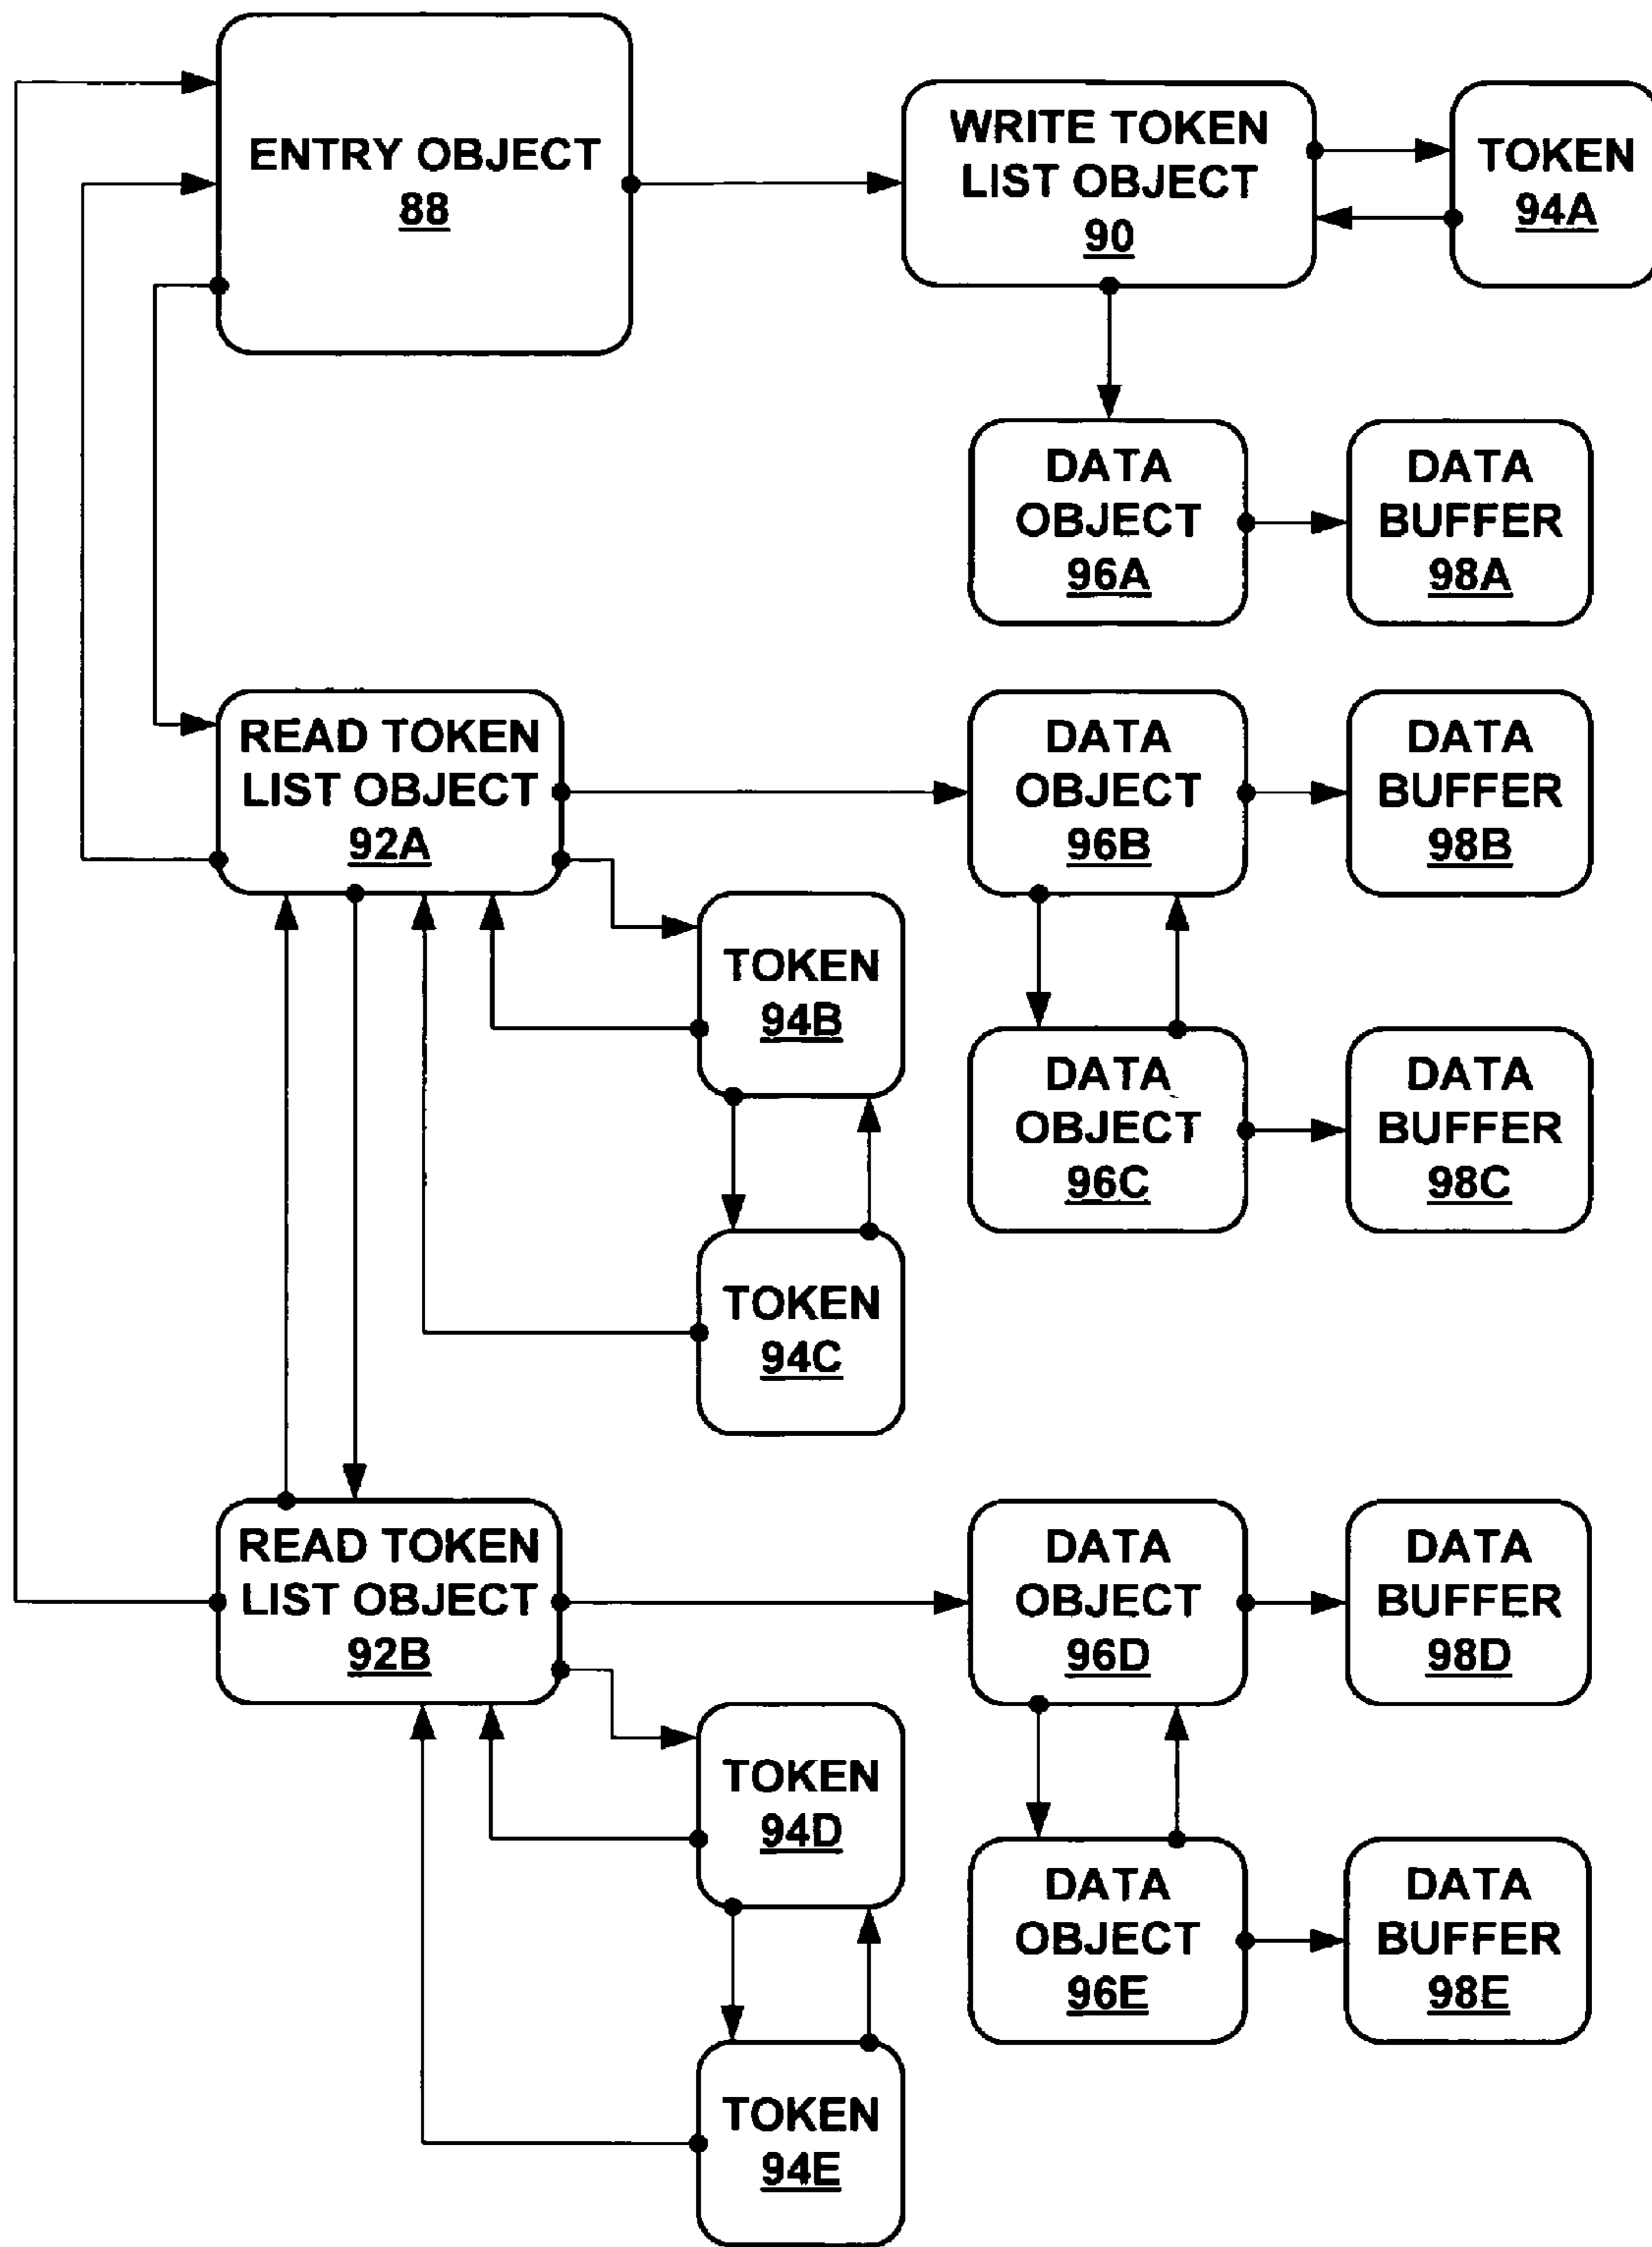 ENTRY OBJECT
88
WRITE TOKEN
LIST OBJECT
90
TOKEN
94A
DATA
OBJECT
96A
DATA
BUFFER
98A
READ TOKEN
LIST OBJECT
92A
DATA
OBJECT
96B
DATA
BUFFER
98B
TOKEN
94B
DATA
OBJECT
96C
DATA
BUFFER
98C
TOKEN
94C
READ TOKEN
LIST OBJECT
92B
DATA
OBJECT
96D
DATA
BUFFER
98D
TOKEN
94D
DATA
OBJECT
96E
DATA
BUFFER
98E
TOKEN
94E